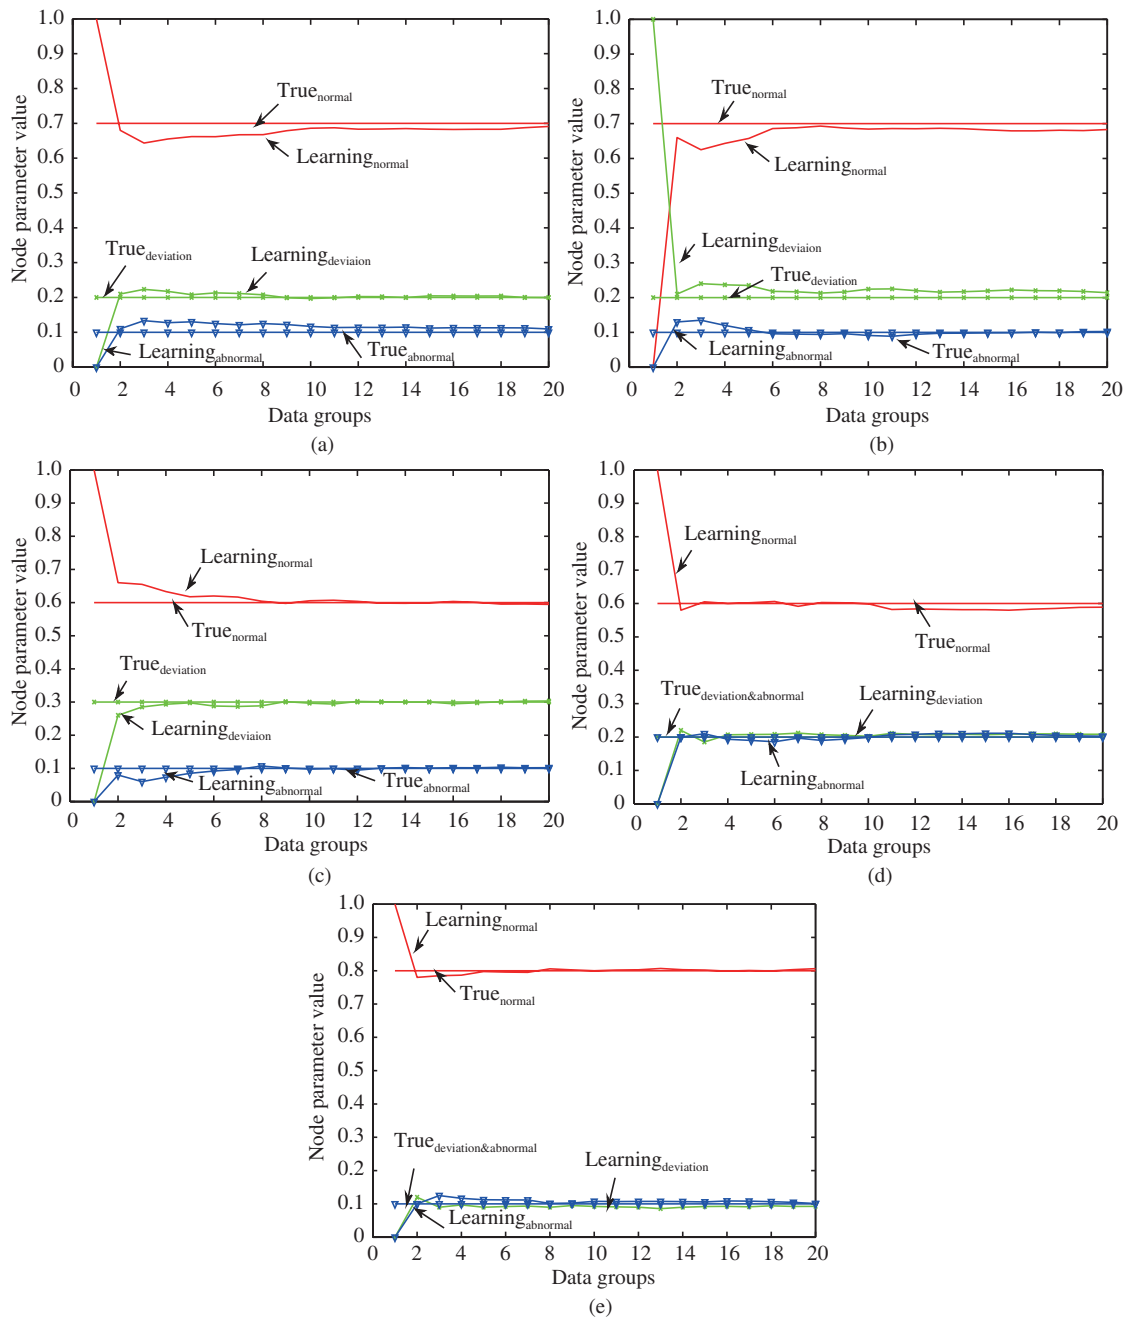 1.0
0.9
0.8
0.7
0.6
0.5
0.4
0.3
0.2
0.1
0
Node parameter value
True normal
Learning normal
True deviation
Learning deviaion
Learning abnormal
True abnormal
0 2 4 6 8 10 12 14 16 18 20
Data groups
(a)
1.0
0.9
0.8
0.7
0.6
0.5
0.4
0.3
0.2
0.1
0
Node parameter value
True normal
Learning normal
Learning deviaion
True deviation
Learning abnormal
True abnormal
0 2 4 6 8 10 12 14 16 18 20
Data groups
(b)
1.0
0.9
0.8
0.7
0.6
0.5
0.4
0.3
0.2
0.1
0
Node parameter value
Learning normal
True normal
True deviation
Learning deviaion
Learning abnormal
True abnormal
0 2 4 6 8 10 12 14 16 18 20
Data groups
(c)
1.0
0.9
0.8
0.7
0.6
0.5
0.4
0.3
0.2
0.1
0
Node parameter value
Learning normal
True normal
True deviation&abnormal
Learning deviation
Learning abnormal
0 2 4 6 8 10 12 14 16 18 20
Data groups
(d)
1.0
0.9
0.8
0.7
0.6
0.5
0.4
0.3
0.2
0.1
0
Node parameter value
Learning normal
True normal
True deviation&abnormal
Learning deviation
Learning abnormal
0 2 4 6 8 10 12 14 16 18 20
Data groups
(e)